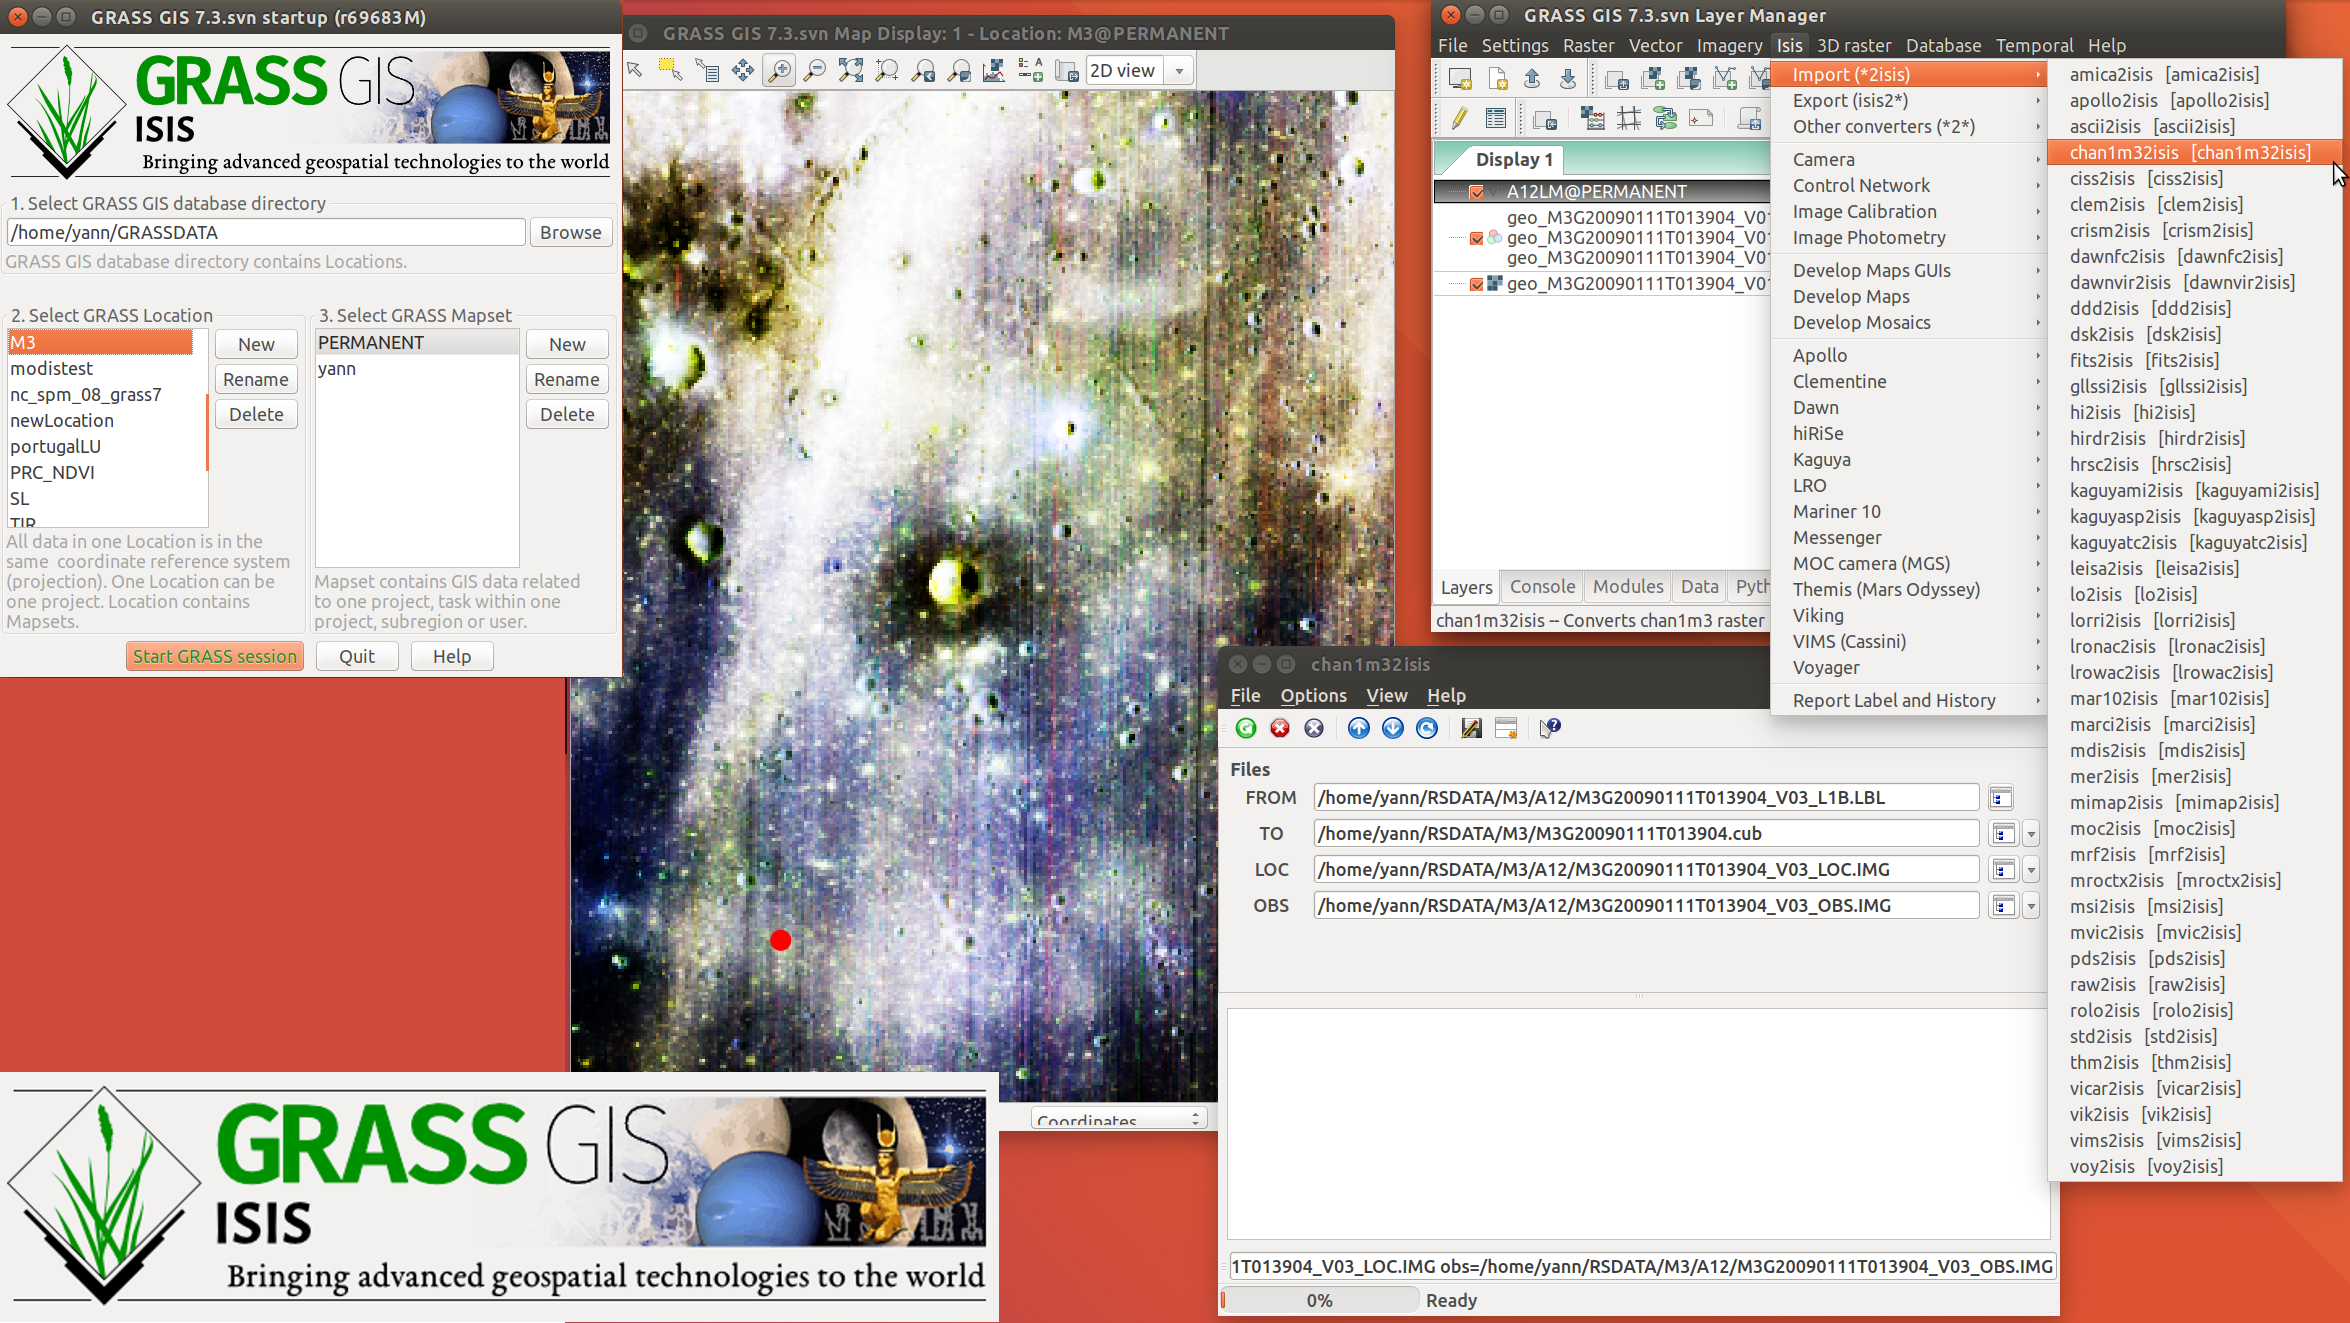 GRASS GIS 7.3.svn startup (r69683M)
GRASS GIS
ISIS
Bringing advanced geospatial technologies to the world
1. Select GRASS GIS database directory
/home/yann/GRASSDATA
Browse
GRASS GIS database directory contains Locations.
2. Select GRASS Location
M3
modistest
nc_spm_08_grass7
newLocation
portugalLU
PRC_NDVI
SL
TIR
New
Rename
Delete
All data in one Location is in the
same coordinate reference system
(projection). One Location can be
one project. Location contains
Mapsets.
3. Select GRASS Mapset
PERMANENT
yann
New
Rename
Delete
Mapset contains GIS data related
to one project, task within one
project, subregion or user.
Start GRASS session
Quit
Help
GRASS GIS 7.3.svn Map Display: 1 - Location: M3@PERMANENT
2D view
Coordinates
GRASS GIS
ISIS
Bringing advanced geospatial technologies to the world
GRASS GIS 7.3.svn Layer Manager
File Settings Raster Vector Imagery Isis 3D raster Database Temporal Help
Display 1
A12LM@PERMANENT
geo_M3G20090111T013904_V01
geo_M3G20090111T013904_V01
geo_M3G20090111T013904_V01
geo_M3G20090111T013904_V01
Layers Console Modules Data Pyth
chan1m32isis -- Converts chan1m3 raster
Import (*2isis)
Export (isis2*)
Other converters (*2*)
Camera
Control Network
Image Calibration
Image Photometry
Develop Maps GUIs
Develop Maps
Develop Mosaics
Apollo
Clementine
Dawn
hiRiSe
Kaguya
LRO
Mariner 10
Messenger
MOC camera (MGS)
Themis (Mars Odyssey)
Viking
VIMS (Cassini)
Voyager
Report Label and History
amica2isis [amica2isis]
apollo2isis [apollo2isis]
ascii2isis [ascii2isis]
chan1m32isis [chan1m32isis]
ciss2isis [ciss2isis]
clem2isis [clem2isis]
crism2isis [crism2isis]
dawnfc2isis [dawnfc2isis]
dawnvir2isis [dawnvir2isis]
ddd2isis [ddd2isis]
dsk2isis [dsk2isis]
fits2isis [fits2isis]
gllssi2isis [gllssi2isis]
hi2isis [hi2isis]
hirdr2isis [hirdr2isis]
hrsc2isis [hrsc2isis]
kaguyami2isis [kaguyami2isis]
kaguyasp2isis [kaguyasp2isis]
kaguyatc2isis [kaguyatc2isis]
leisa2isis [leisa2isis]
lo2isis [lo2isis]
lorri2isis [lorri2isis]
lronac2isis [lronac2isis]
lrowac2isis [lrowac2isis]
mar102isis [mar102isis]
marci2isis [marci2isis]
mdis2isis [mdis2isis]
mer2isis [mer2isis]
mimap2isis [mimap2isis]
moc2isis [moc2isis]
mrf2isis [mrf2isis]
mroctx2isis [mroctx2isis]
msi2isis [msi2isis]
mvic2isis [mvic2isis]
pds2isis [pds2isis]
raw2isis [raw2isis]
rolo2isis [rolo2isis]
std2isis [std2isis]
thm2isis [thm2isis]
vicar2isis [vicar2isis]
vik2isis [vik2isis]
vims2isis [vims2isis]
voy2isis [voy2isis]
chan1m32isis
File Options View Help
Files
FROM /home/yann/RSDATA/M3/A12/M3G20090111T013904_V03_L1B.LBL
TO /home/yann/RSDATA/M3/M3G20090111T013904.cub
LOC /home/yann/RSDATA/M3/A12/M3G20090111T013904_V03_LOC.IMG
OBS /home/yann/RSDATA/M3/A12/M3G20090111T013904_V03_OBS.IMG
1T013904_V03_LOC.IMG obs=/home/yann/RSDATA/M3/A12/M3G20090111T013904_V03_OBS.IMG
0% Ready